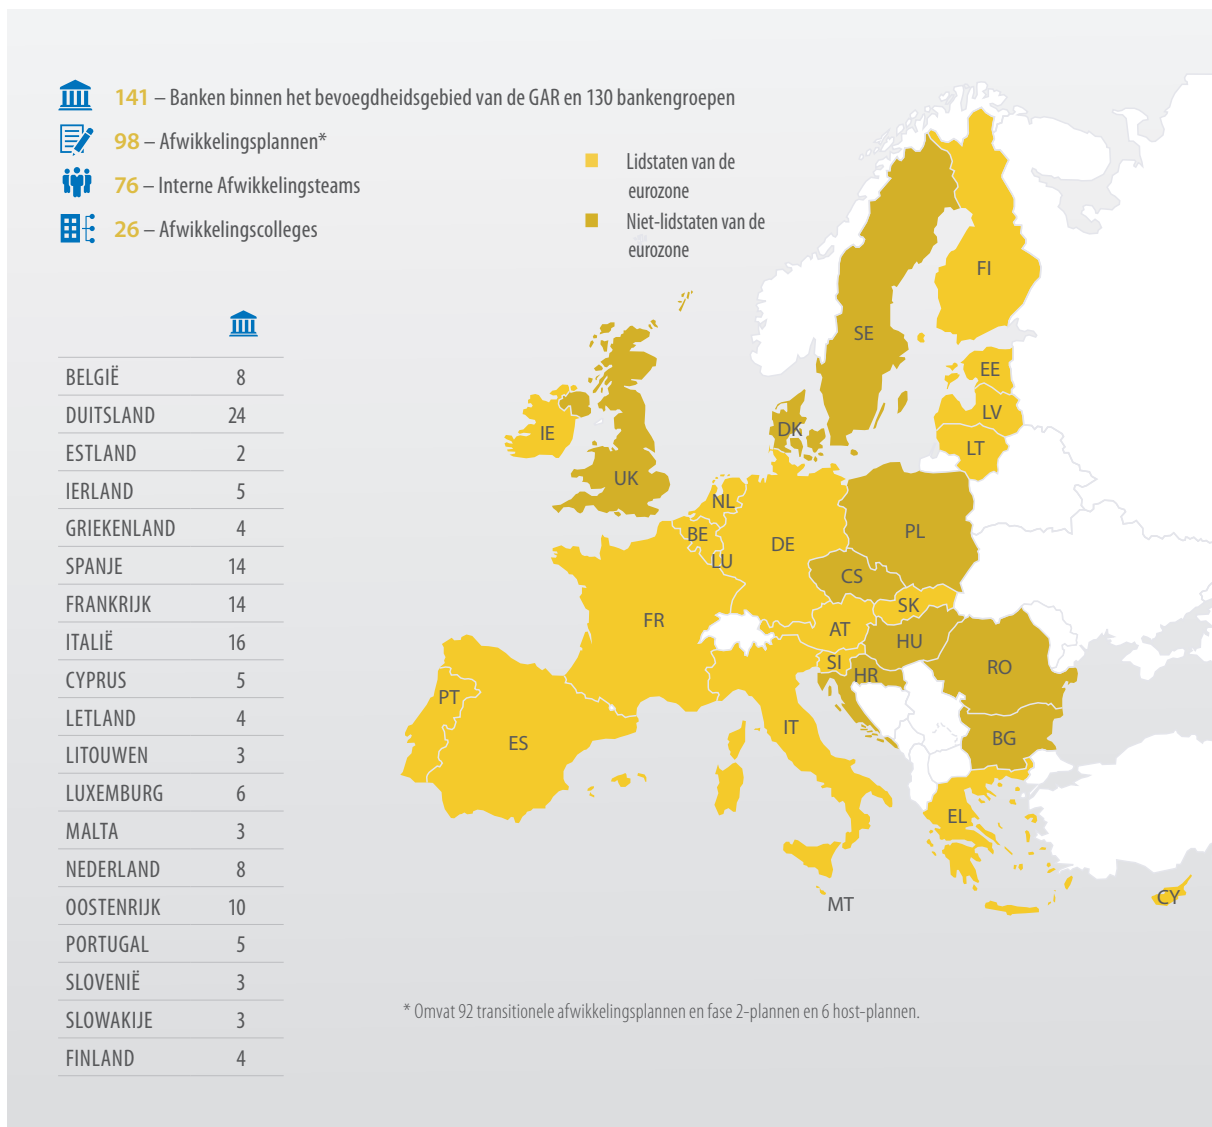 141 – Banken binnen het bevoegdheidsgebied van de GAR en 130 bankengroepen
98 – Afwikkelingsplannen*
76 – Interne Afwikkelingsteams
26 – Afwikkelingscolleges
Lidstaten van de
eurozone
Niet-lidstaten van de
eurozone
BELGIË 8
DUITSLAND 24
ESTLAND 2
IERLAND 5
GRIEKENLAND 4
SPANJE 14
FRANKRIJK 14
ITALIË 16
CYPRUS 5
LETLAND 4
LITOUWEN 3
LUXEMBURG 6
MALTA 3
NEDERLAND 8
OOSTENRIJK 10
PORTUGAL 5
SLOVENIË 3
SLOWAKIJE 3
FINLAND 4
FI
SE
EE
LV
DK
IE
LT
UK
NL
PL
BE
DE
LU
CS
SK
FR
AT
HU
SI
RO
HR
PT
IT
BG
ES
EL
CY
MT
* Omvat 92 transitionele afwikkelingsplannen en fase 2-plannen en 6 host-plannen.